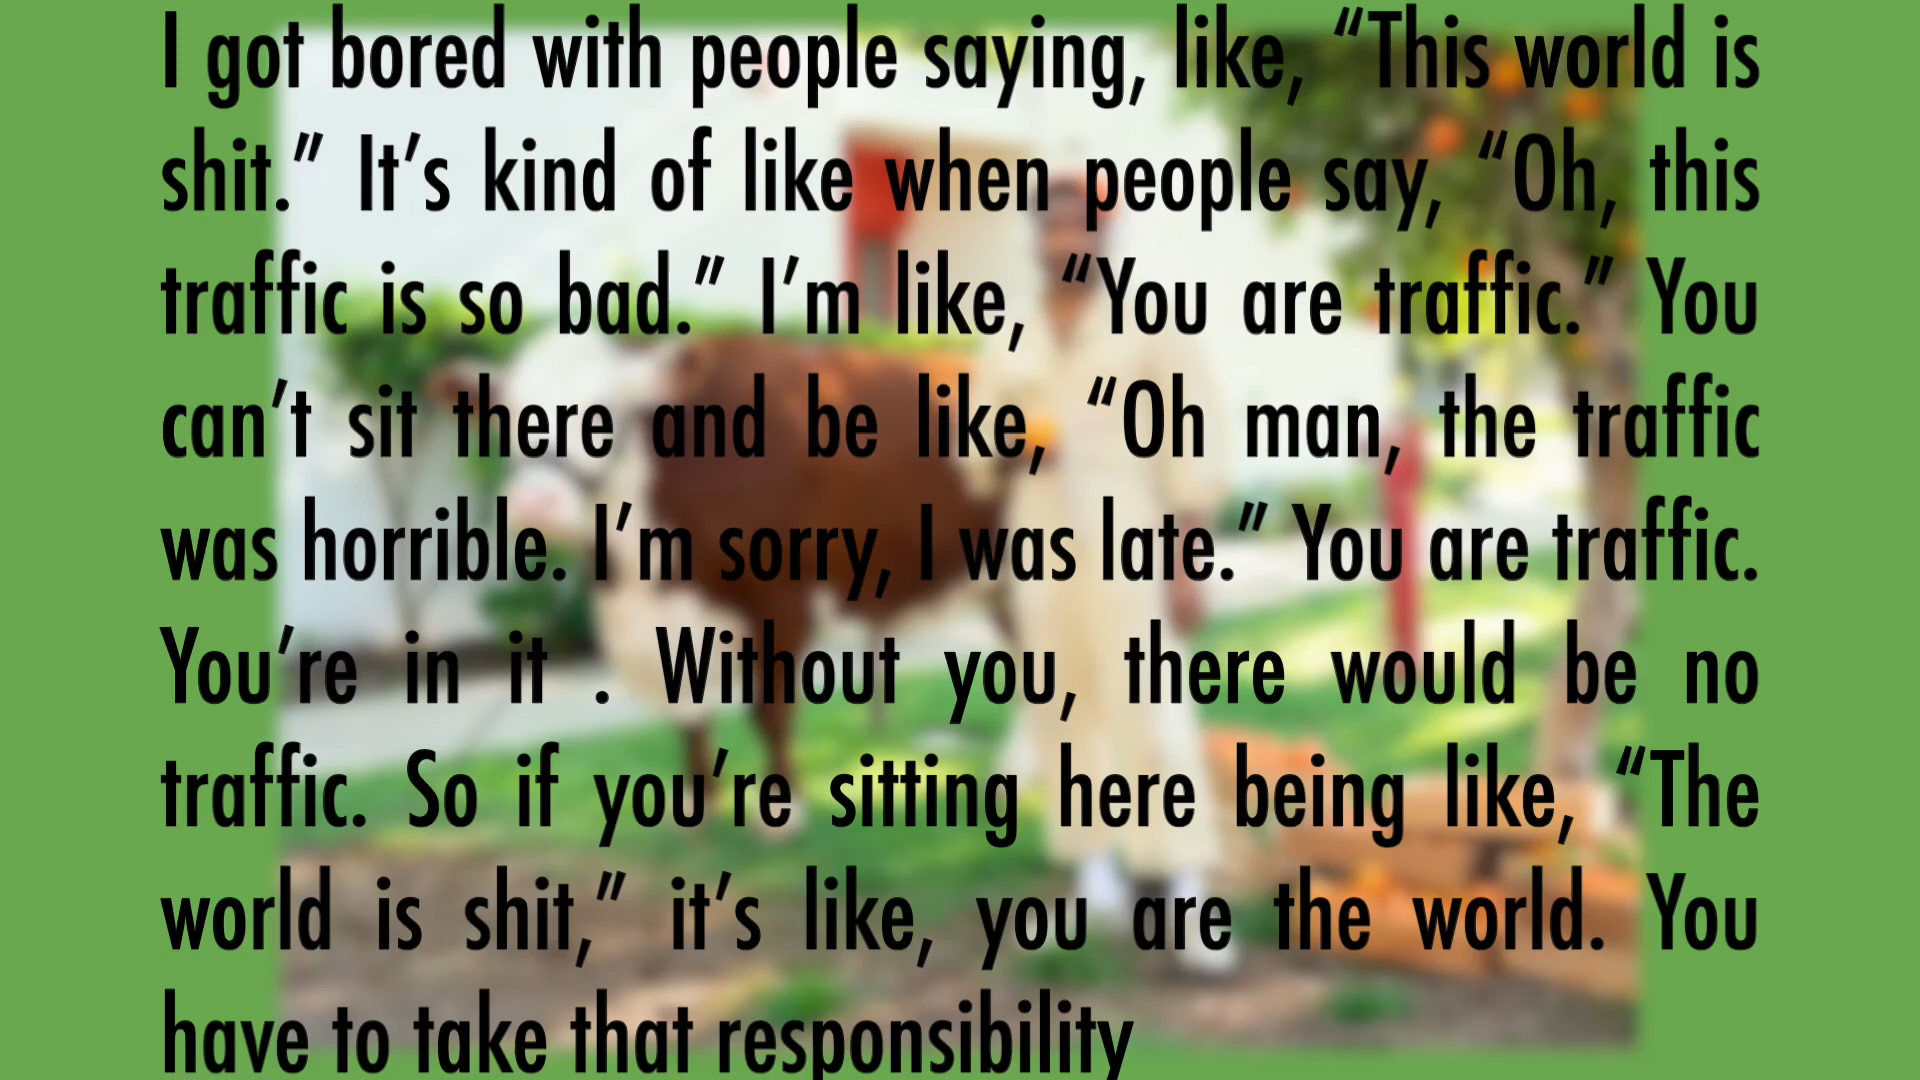 I got bored with people saying, like, “This world is
shit.” It’s kind of like when people say, “Oh, this
traffic is so bad.” I’m like, “You are traffic.” You
can’t sit there and be like, “Oh man, the traffic
was horrible. I’m sorry, I was late.” You are traffic.
You’re in it . Without you, there would be no
traffic. So if you’re sitting here being like, “The
world is shit,” it’s like, you are the world. You
have to take that responsibility